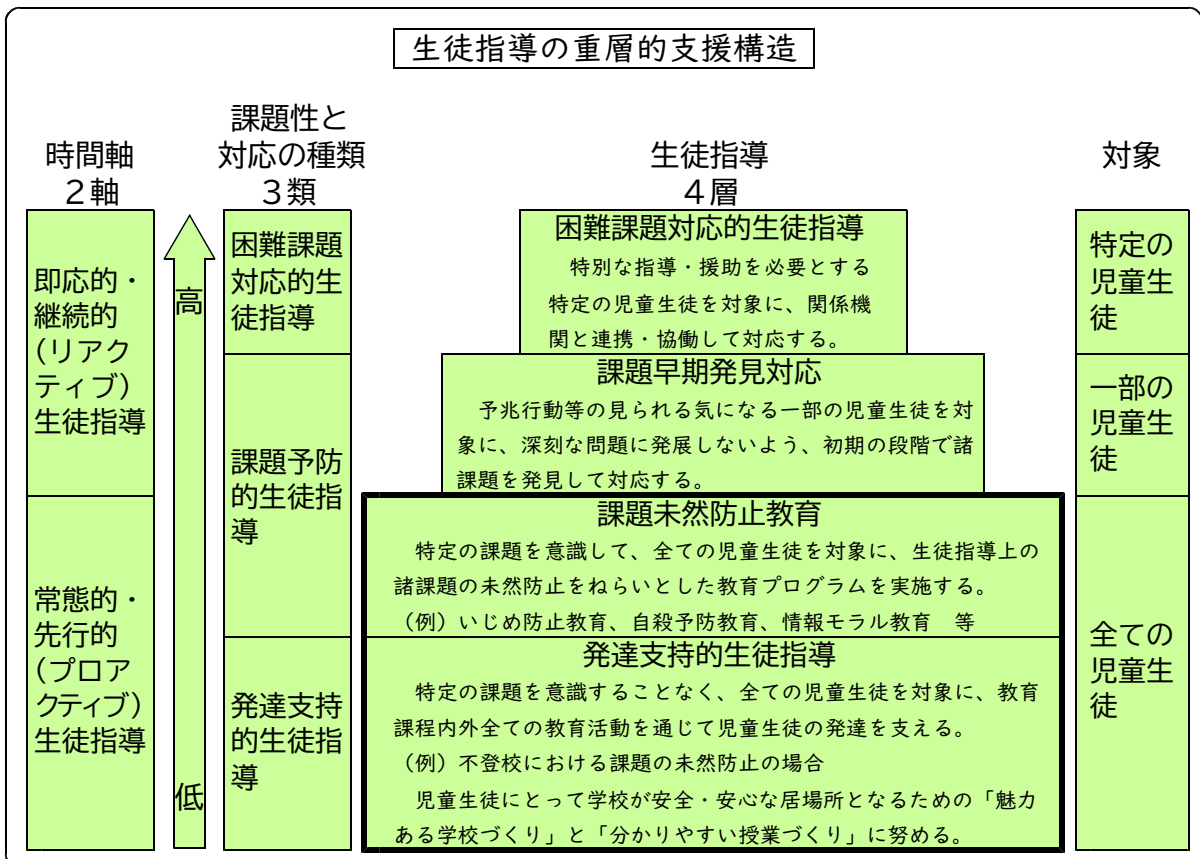 生徒指導の重層的支援構造
時間軸
２軸
課題性と
対応の種類
３類
生徒指導
４層
対象
即応的・
継続的
(リアク
ティブ)
生徒指導
常態的・
先行的
(プロア
クティブ)
生徒指導
高
低
困難課題
対応的生
徒指導
課題予防
的生徒指
導
発達支持
的生徒指
導
困難課題対応的生徒指導
特別な指導・援助を必要とする
特定の児童生徒を対象に、関係機
関と連携・協働して対応する。
課題早期発見対応
予兆行動等の見られる気になる一部の児童生徒を対
象に、深刻な問題に発展しないよう、初期の段階で諸
課題を発見して対応する。
課題未然防止教育
特定の課題を意識して、全ての児童生徒を対象に、生徒指導上の
諸課題の未然防止をねらいとした教育プログラムを実施する。
（例）いじめ防止教育、自殺予防教育、情報モラル教育　等
発達支持的生徒指導
特定の課題を意識することなく、全ての児童生徒を対象に、教育
課程内外全ての教育活動を通じて児童生徒の発達を支える。
（例）不登校における課題の未然防止の場合
児童生徒にとって学校が安全・安心な居場所となるための「魅力
ある学校づくり」と「分かりやすい授業づくり」に努める。
特定の
児童生
徒
一部の
児童生
徒
全ての
児童生
徒